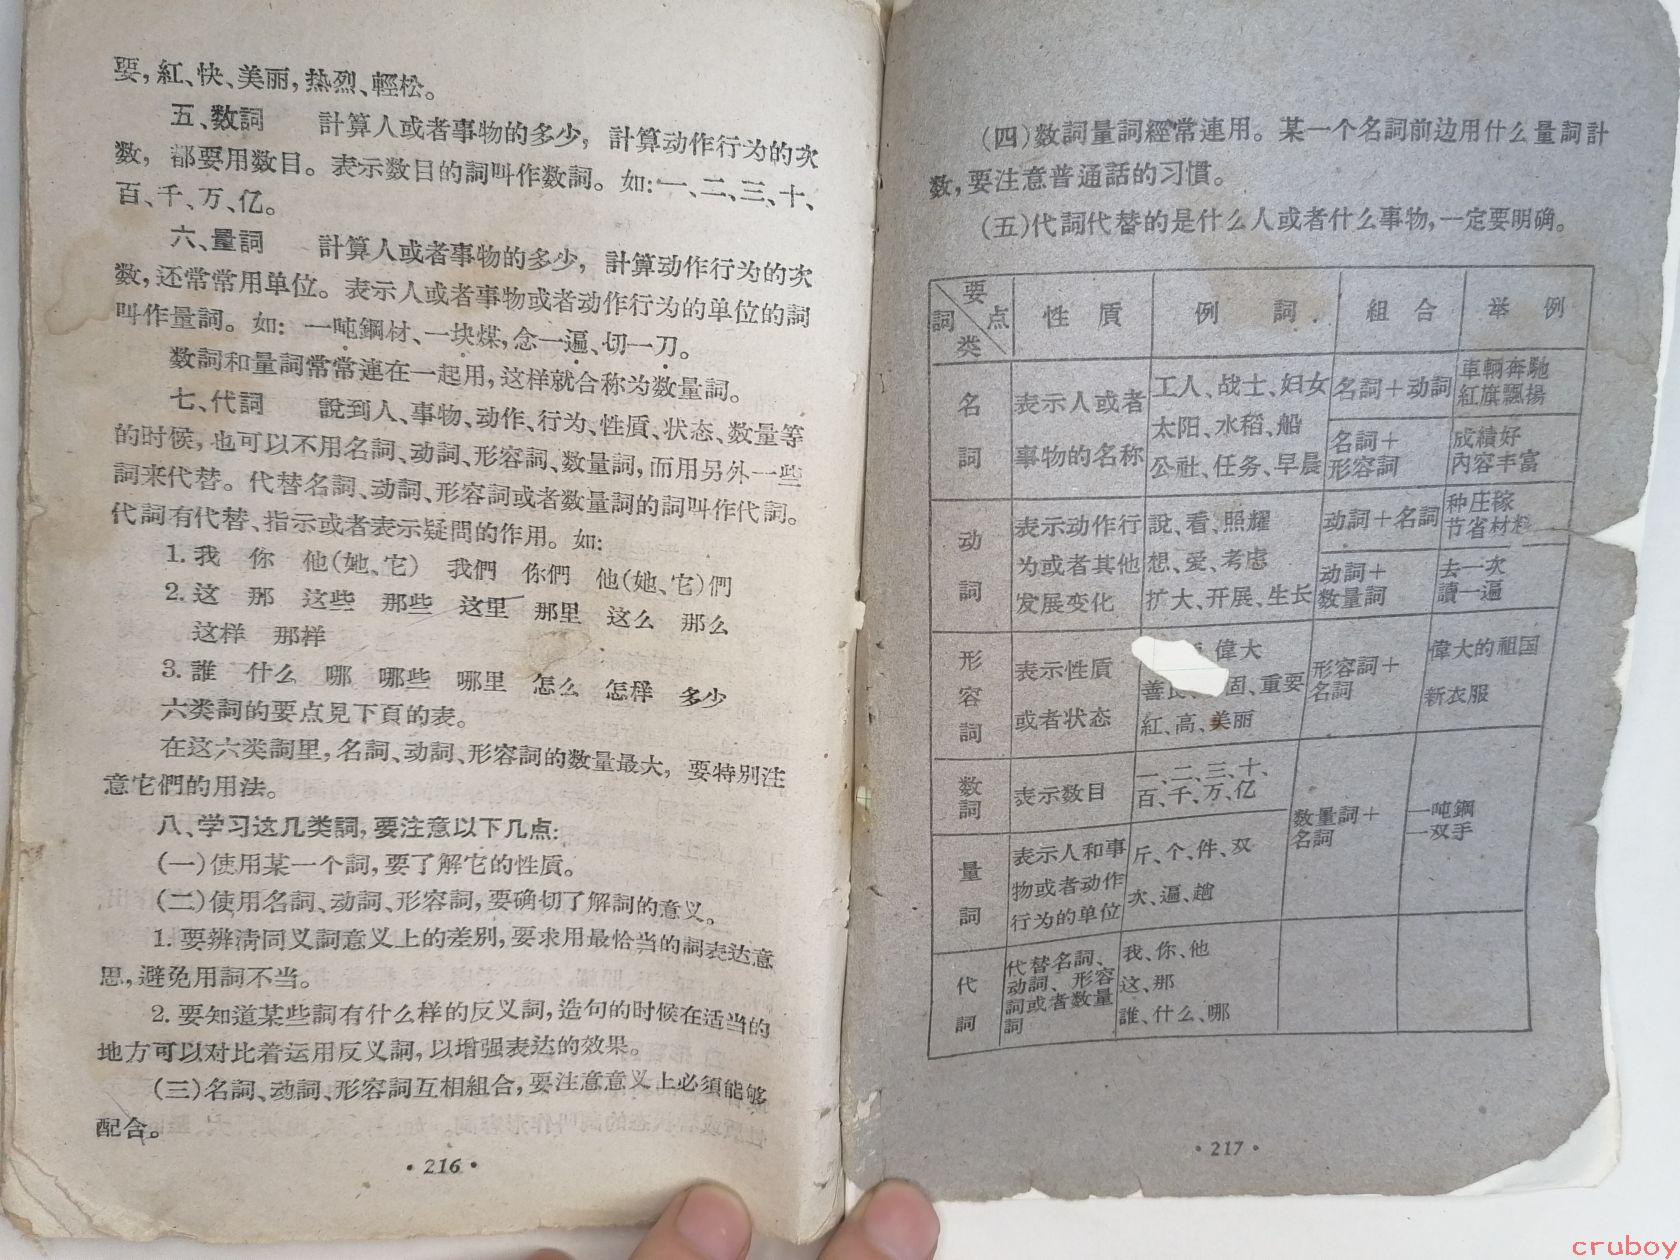 要，紅、快、美丽，热烈、輕松。
五、数詞　計算人或者事物的多少，計算动作行为的次
数，都要用数目。表示数目的詞叫作数詞。如：一、二、三、十、
百、千、万、亿。
六、量詞　計算人或者事物的多少，計算动作行为的次
数，还常常用单位。表示人或者事物或者动作行为的单位的詞
叫作量詞。如：一吨鋼材、一块煤，念一遍、切一刀。
数詞和量詞常常連在一起用，这样就合称为数量詞。
七、代詞　說到人、事物、动作、行为、性質、状态、数量等
的时候，也可以不用名詞、动詞、形容詞、数量詞，而用另外一些
詞来代替。代替名詞、动詞、形容詞或者数量詞的詞叫作代詞。
代詞有代替、指示或者表示疑問的作用。如：
1. 我　你　他（她、它）　我們　你們　他（她、它）們
2. 这　那　这些　那些　这里　那里　这么　那么
这样　那样
3. 誰　什么　哪　哪些　哪里　怎么　怎样　多少
六类詞的要点見下頁的表。
在这六类詞里，名詞、动詞、形容詞的数量最大，要特别注
意它們的用法。
八、学习这几类詞，要注意以下几点：
（一）使用某一个詞，要了解它的性質。
（二）使用名詞、动詞、形容詞，要确切了解詞的意义。
1. 要辨清同义詞意义上的差别，要求用最恰当的詞表达意
思，避免用詞不当。
2. 要知道某些詞有什么样的反义詞，造句的时候在适当的
地方可以对比着运用反义詞，以增强表达的效果。
（三）名詞、动詞、形容詞互相組合，要注意意义上必須能够
配合。
·216·
（四）数詞量詞經常連用。某一个名詞前边用什么量詞計
数，要注意普通話的习慣。
（五）代詞代替的是什么人或者什么事物，一定要明确。
要点
詞类
性質　例詞　組合　举例
名詞
表示人或者
事物的名称
工人、战士、妇女
太阳、水稻、船
公社、任务、早晨
名詞＋动詞
車輛奔馳
紅旗飄揚
名詞＋
形容詞
成績好
內容丰富
动詞
表示动作行
为或者其他
发展变化
說、看、照耀
想、爱、考虑
扩大、开展、生长
动詞＋名詞
种庄稼
节省材料
动詞＋
数量詞
去一次
讀一遍
形容詞
表示性質
或者状态
偉大
善 固、重要
紅、高、美丽
形容詞＋
名詞
偉大的祖国
新衣服
数詞
表示数目
一、二、三、十、
百、千、万、亿
数量詞＋
名詞
一吨鋼
一双手
量詞
表示人和事
物或者动作
行为的单位
斤、个、件、双
次、遍、趟
代詞
代替名詞、
动詞、形容
詞或者数量
詞
我、你、他
这、那
誰、什么、哪
·217·
cruboy